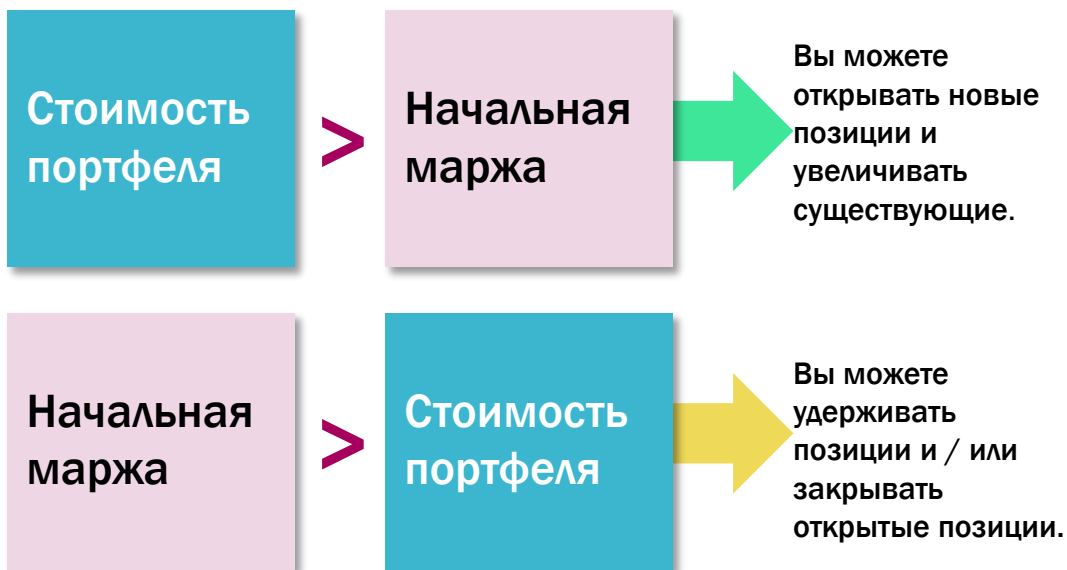 Стоимость
портфеля
>
Начальная
маржа
Вы можете
открывать новые
позиции и
увеличивать
существующие.
Начальная
маржа
>
Стоимость
портфеля
Вы можете
удерживать
позиции и / или
закрывать
открытые позиции.